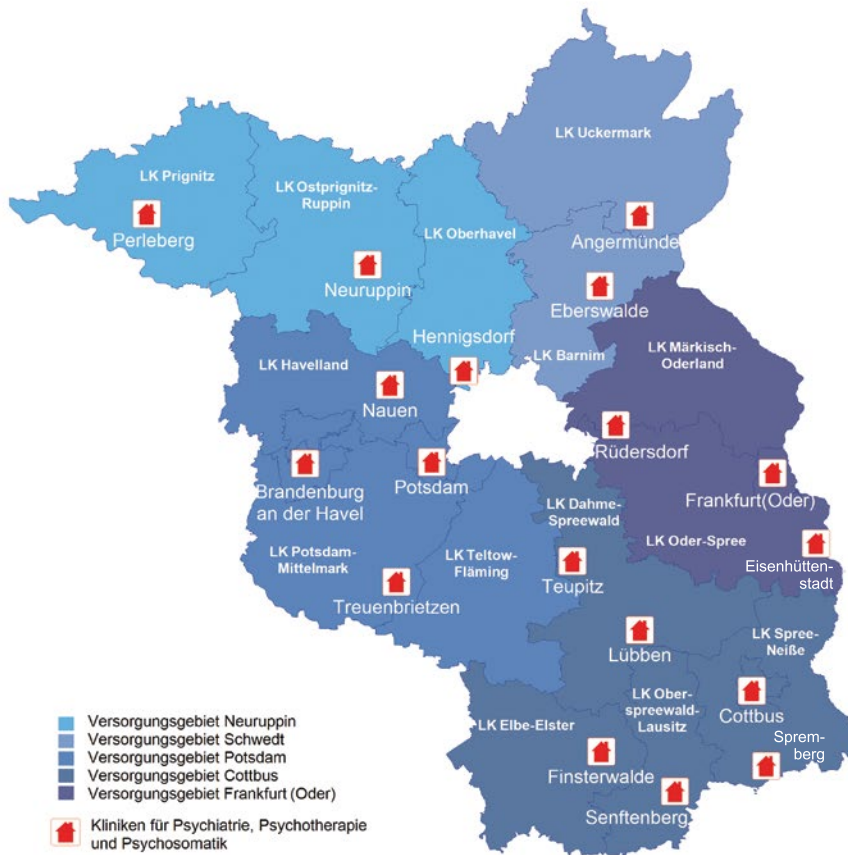 LK Uckermark
LK Prignitz
LK Ostprignitz-
Ruppin
LK Oberhavel
Perleberg
Angermünde
Neuruppin
Eberswalde
Hennigsdorf
LK Barnim
LK Märkisch-
Oderland
LK Havelland
Nauen
Rüdersdorf
Brandenburg
an der Havel
Potsdam
Frankfurt(Oder)
LK Dahme-
Spreewald
LK Oder-Spree
LK Potsdam-
Mittelmark
LK Teltow-
Fläming
Teupitz
Eisenhütten-
stadt
Treuenbrietzen
Lübben
LK Spree-
Neiße
LK Ober-
spreewald-
Lausitz
Cottbus
LK Elbe-Elster
Sprem-
berg
Finsterwalde
Senftenberg
Versorgungsgebiet Neuruppin
Versorgungsgebiet Schwedt
Versorgungsgebiet Potsdam
Versorgungsgebiet Cottbus
Versorgungsgebiet Frankfurt (Oder)
Kliniken für Psychiatrie, Psychotherapie
und Psychosomatik